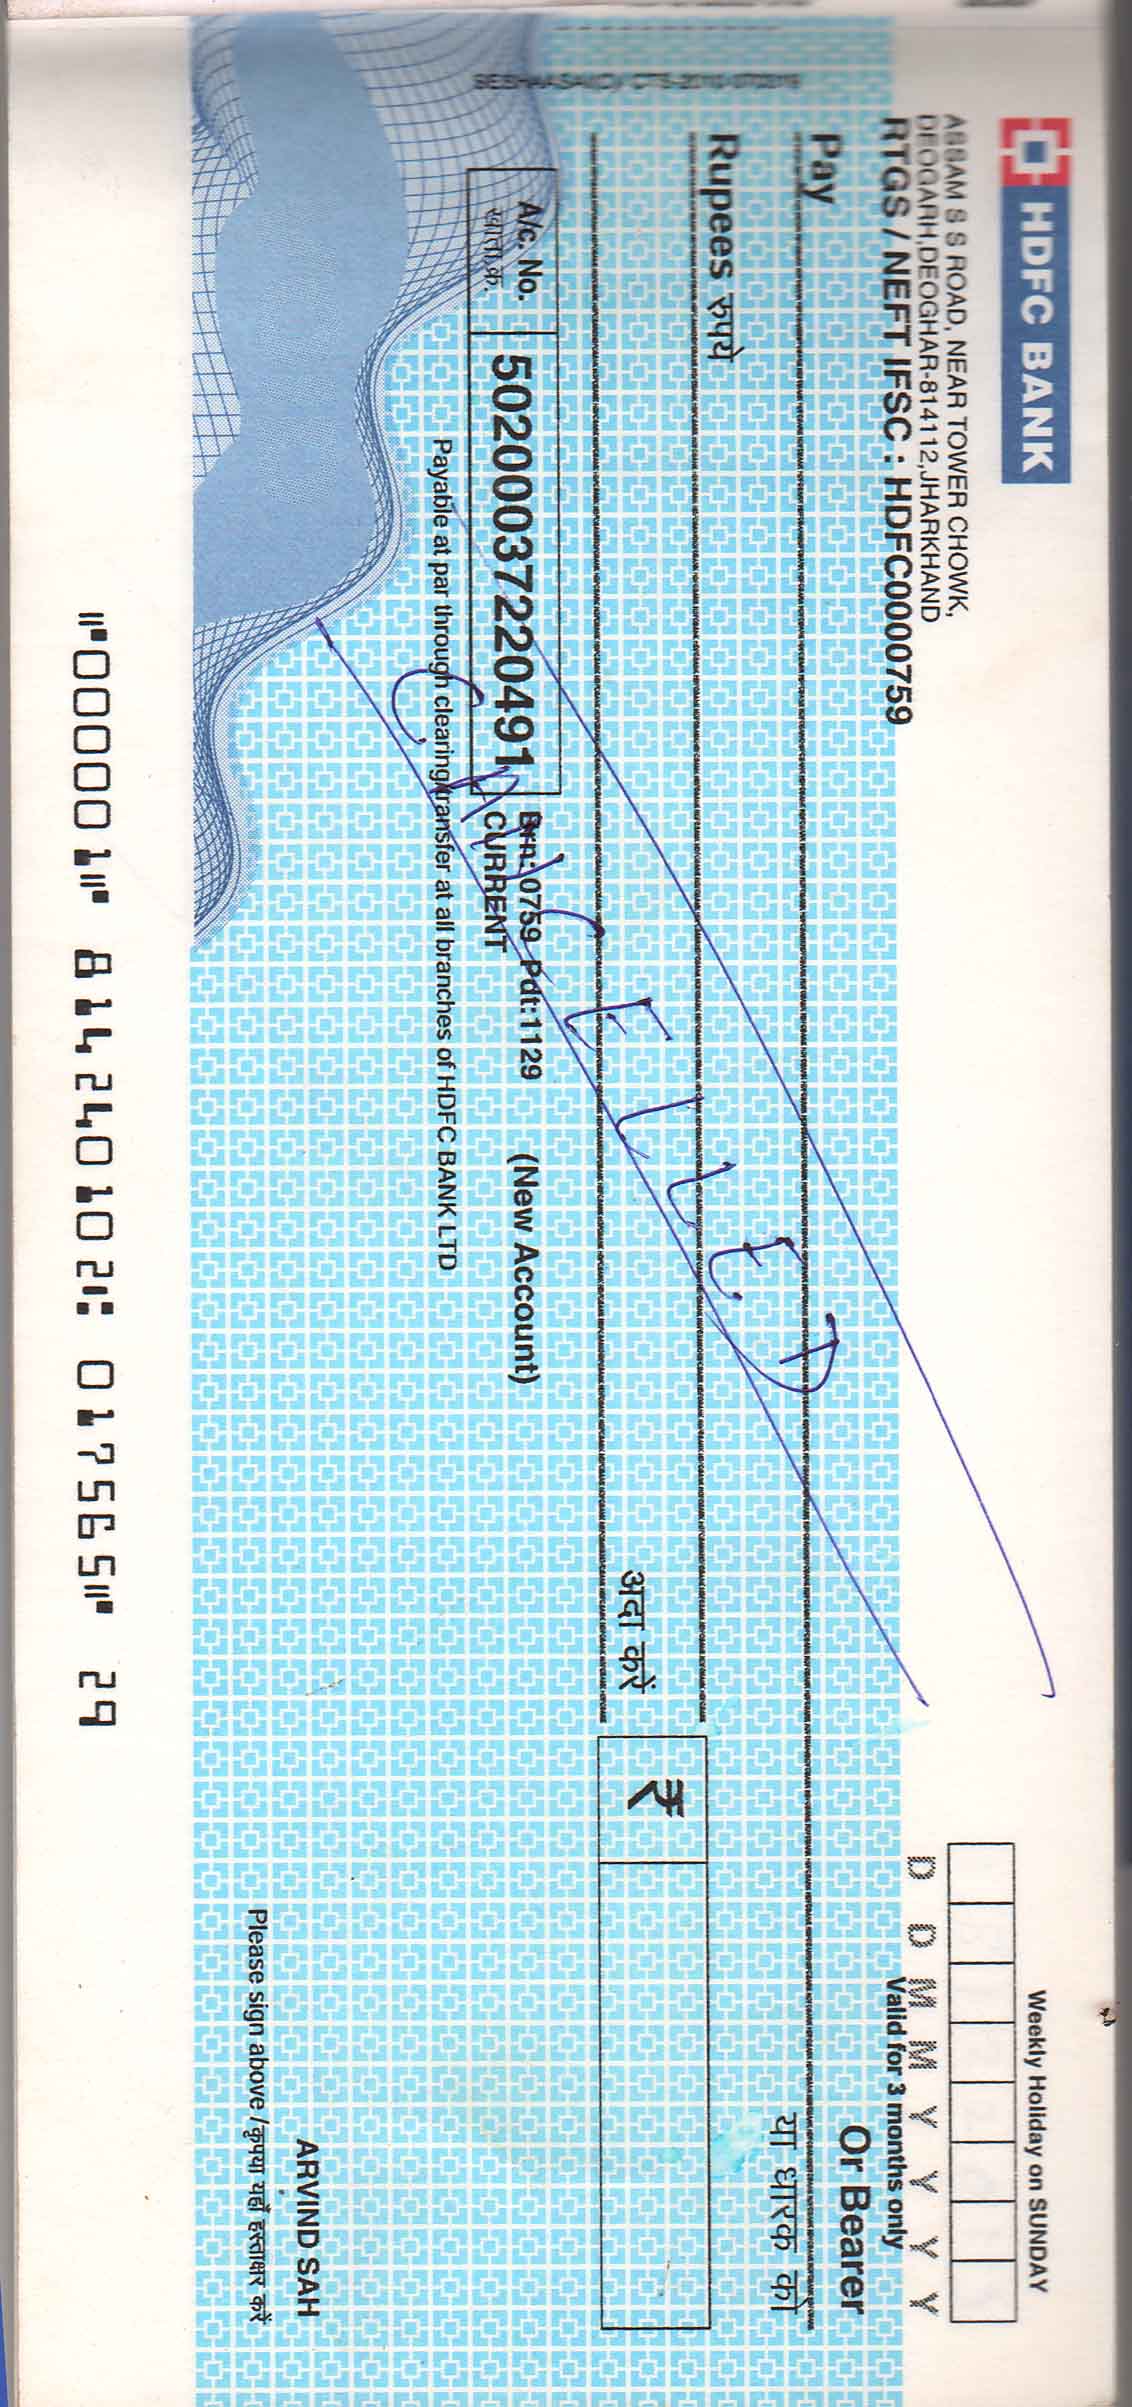 HDFC BANK
Weekly Holiday on SUNDAY
ASSAM S S ROAD, NEAR TOWER CHOWK,
DEOGARH,DEOGHAR-814112,JHARKHAND
RTGS / NEFT IFSC : HDFC0000759
D D M M Y Y Y Y
Valid for 3 months only
Pay
Or Bearer
या धारक को
Rupees रुपये
अदा करें
₹
A/c. No.
खाता क्र.
50200037220491
Brn:0759 Pdt:1129 (New Account)
CURRENT
Payable at par through clearing/transfer at all branches of HDFC BANK LTD
CANCELLED
ARVIND SAH
Please sign above /कृपया यहाँ हस्ताक्षर करें
⑈000001⑈ 814240102⑆ 017565⑈ 29